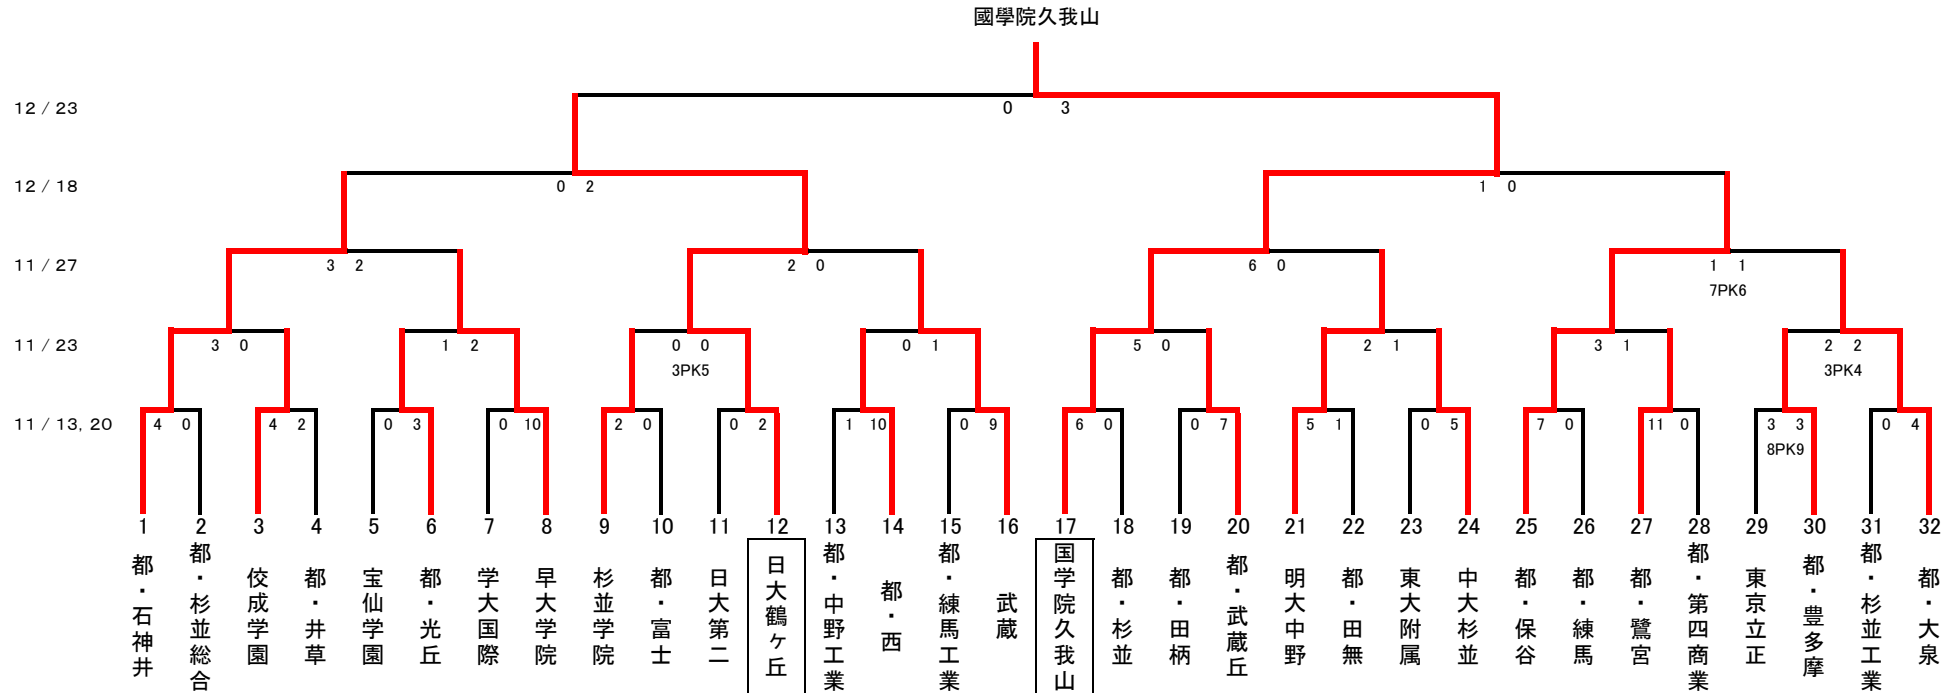 國學院久我山
12 / 23
0 3
12 / 18
0 2
1 0
11 / 27
3 2
2 0
6 0
1 1
7PK6
11 / 23
3 0
1 2
0 0
3PK5
0 1
5 0
2 1
3 1
2 2
3PK4
11 / 13, 20
4 0
4 2
0 3
0 10
2 0
0 2
1 10
0 9
6 0
0 7
5 1
0 5
7 0
11 0
3 3
8PK9
0 4
1 都・石神井
2 都・杉並総合
3 佼成学園
4 都・井草
5 宝仙学園
6 都・光丘
7 学大国際
8 早大学院
9 杉並学院
10 都・富士
11 日大第二
12 日大鶴ヶ丘
13 都・中野工業
14 都・西
15 都・練馬工業
16 武蔵
17 国学院久我山
18 都・杉並
19 都・田柄
20 都・武蔵丘
21 明大中野
22 都・田無
23 東大附属
24 中大杉並
25 都・保谷
26 都・練馬
27 都・鷺宮
28 都・第四商業
29 東京立正
30 都・豊多摩
31 都・杉並工業
32 都・大泉